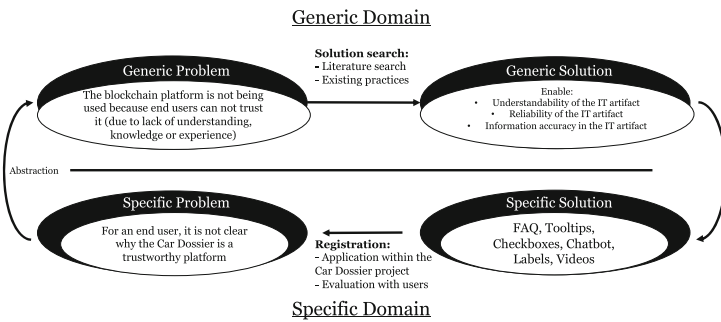 Generic Domain
Generic Problem
The blockchain platform is not being
used because end users can not trust
it (due to lack of understanding,
knowledge or experience)
Solution search:
- Literature search
- Existing practices
Generic Solution
Enable:
• Understandability of the IT artifact
• Reliability of the IT artifact
• Information accuracy in the IT artifact
Abstraction
Specific Problem
For an end user, it is not clear
why the Car Dossier is a
trustworthy platform
Registration:
- Application within the
Car Dossier project
- Evaluation with users
Specific Solution
FAQ, Tooltips,
Checkboxes, Chatbot,
Labels, Videos
Specific Domain